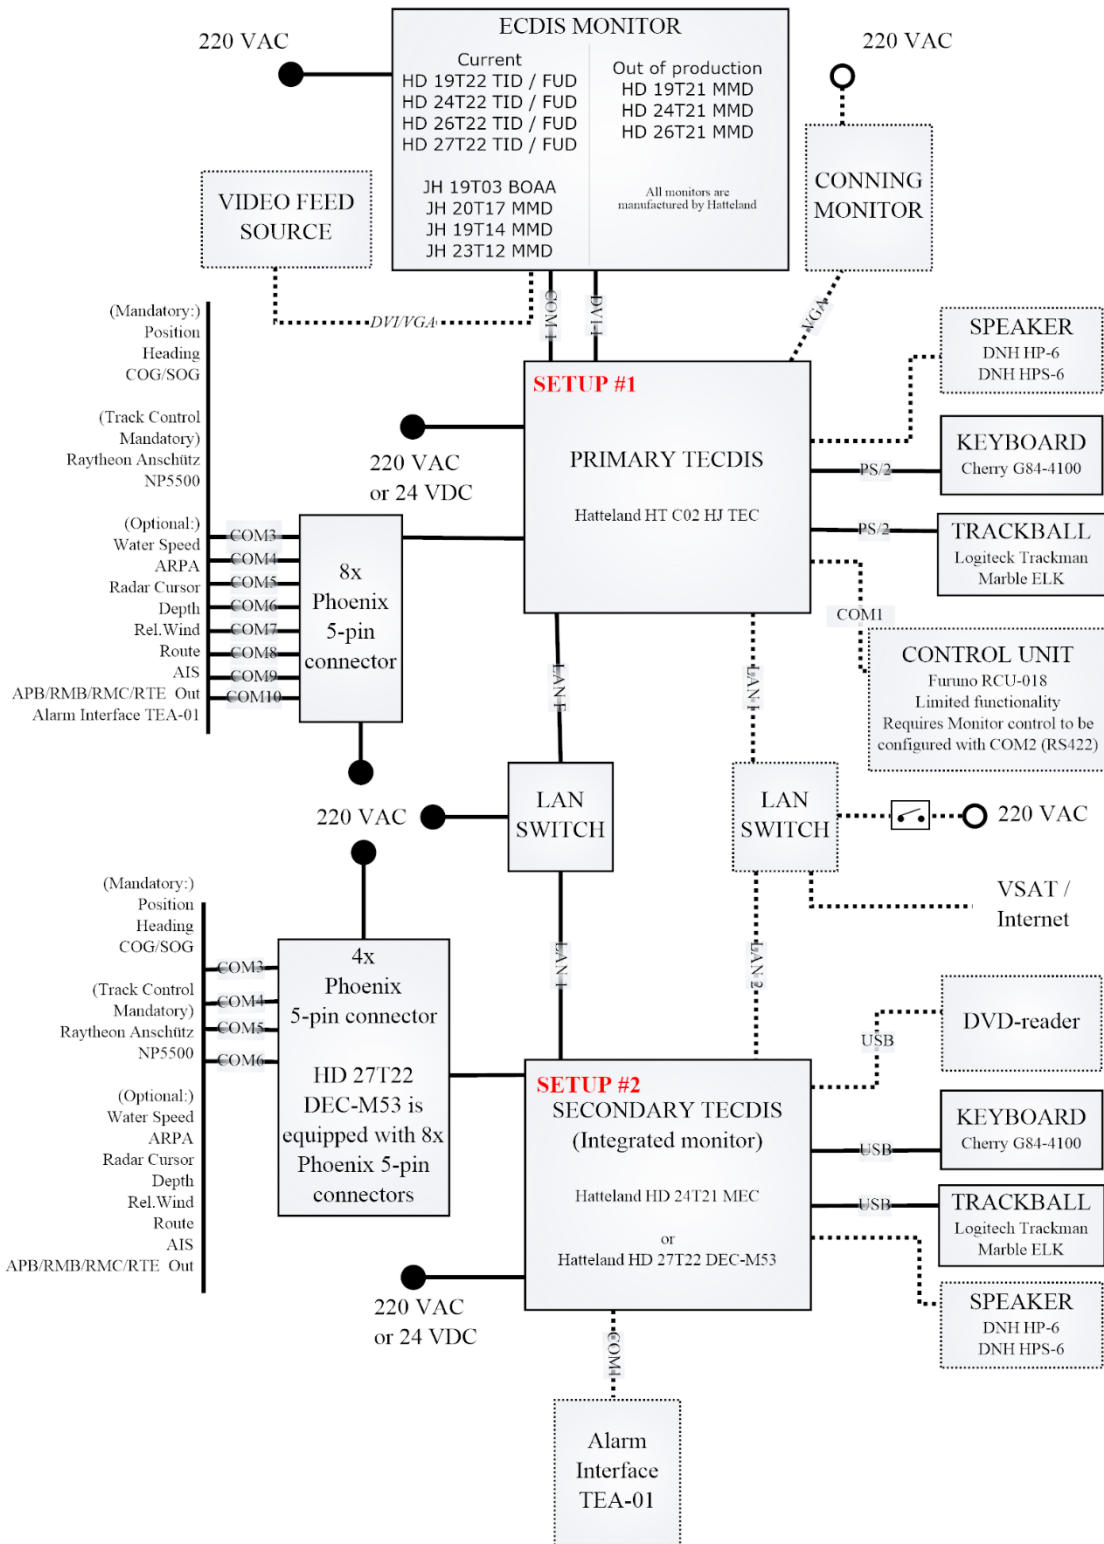 ECDIS MONITOR
Current
HD 19T22 TID / FUD
HD 24T22 TID / FUD
HD 26T22 TID / FUD
HD 27T22 TID / FUD
JH 19T03 BOAA
JH 20T17 MMD
JH 19T14 MMD
JH 23T12 MMD
Out of production
HD 19T21 MMD
HD 24T21 MMD
HD 26T21 MMD
All monitors are
manufactured by Hatteland
220 VAC
220 VAC
CONNING
MONITOR
VIDEO FEED
SOURCE
DVI/VGA
COM 1
DVI-1
VGA
(Mandatory:)
Position
Heading
COG/SOG
(Track Control
Mandatory)
Raytheon Anschütz
NP5500
(Optional:)
Water Speed
ARPA
Radar Cursor
Depth
Rel.Wind
Route
AIS
APB/RMB/RMC/RTE Out
Alarm Interface TEA-01
COM3
COM4
COM5
COM6
COM7
COM8
COM9
COM10
8x
Phoenix
5-pin
connector
220 VAC
or 24 VDC
SETUP #1
PRIMARY TECDIS
Hatteland HT C02 HJ TEC
SPEAKER
DNH HP-6
DNH HPS-6
PS/2
KEYBOARD
Cherry G84-4100
PS/2
TRACKBALL
Logiteck Trackman
Marble ELK
COM1
CONTROL UNIT
Furuno RCU-018
Limited functionality
Requires Monitor control to be
configured with COM2 (RS422)
LAN-1
LAN 1
220 VAC
LAN
SWITCH
LAN
SWITCH
220 VAC
VSAT /
Internet
LAN-1
LAN 2
(Mandatory:)
Position
Heading
COG/SOG
(Track Control
Mandatory)
Raytheon Anschütz
NP5500
(Optional:)
Water Speed
ARPA
Radar Cursor
Depth
Rel.Wind
Route
AIS
APB/RMB/RMC/RTE Out
COM3
COM4
COM5
COM6
4x
Phoenix
5-pin connector
HD 27T22
DEC-M53 is
equipped with 8x
Phoenix 5-pin
connectors
220 VAC
or 24 VDC
SETUP #2
SECONDARY TECDIS
(Integrated monitor)
Hatteland HD 24T21 MEC
or
Hatteland HD 27T22 DEC-M53
USB
DVD-reader
USB
KEYBOARD
Cherry G84-4100
USB
TRACKBALL
Logitech Trackman
Marble ELK
SPEAKER
DNH HP-6
DNH HPS-6
COM1
Alarm
Interface
TEA-01